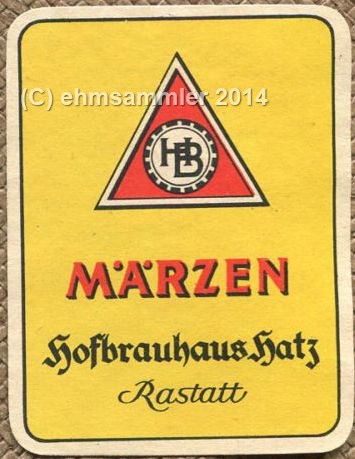 (C) ehmsammler 2014
HB
MÄRZEN
Hofbrauhaus Hatz
Rastatt